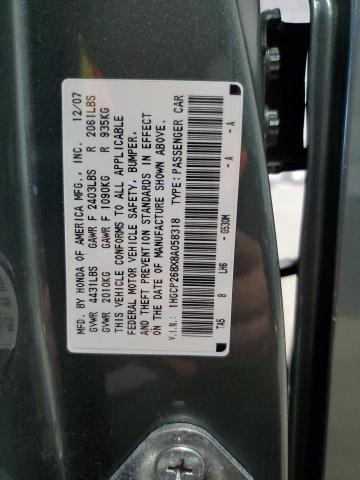 MFD. BY HONDA OF AMERICA MFG., INC. 12/07
GVWR 4431LBS GAWR F 2403LBS R 2061LBS
GVWR 2010KG GAWR F 1090KG R 935KG
THIS VEHICLE CONFORMS TO ALL APPLICABLE
FEDERAL MOTOR VEHICLE SAFETY, BUMPER,
AND THEFT PREVENTION STANDARDS IN EFFECT
ON THE DATE OF MANUFACTURE SHOWN ABOVE.
V.I.N.: 1HGCP268X8A058318 TYPE: PASSENGER CAR
TA5 8 LH6 - G530M - A - A